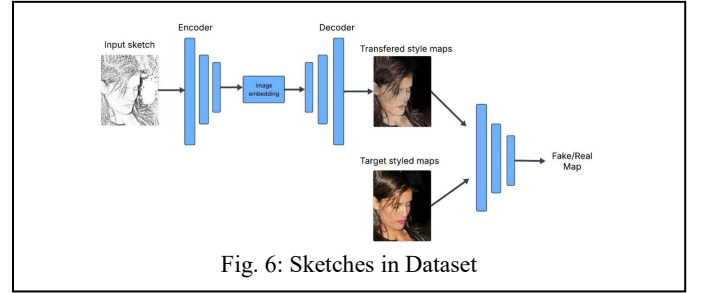 Encoder
Decoder
Input sketch
Transfered style maps
Image
embedding
Target styled maps
Fake/Real
Map
Fig. 6: Sketches in Dataset